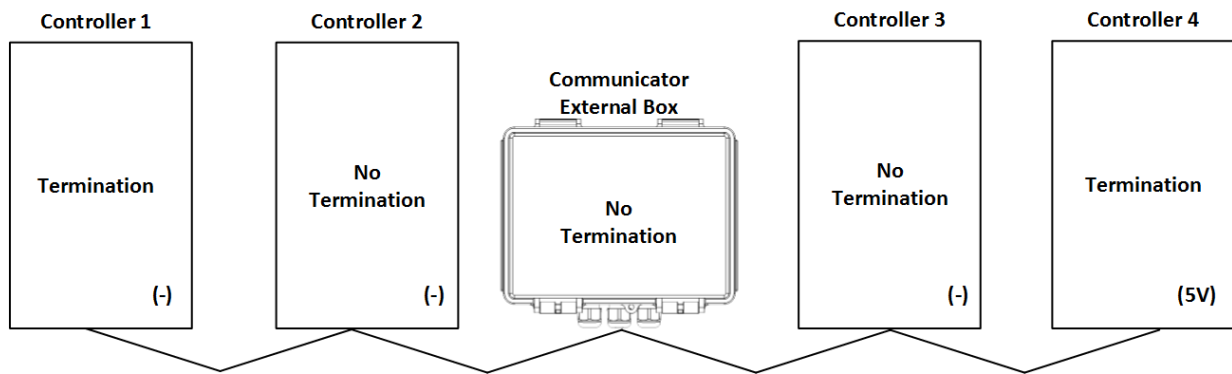 Controller 1
Controller 2
Controller 3
Controller 4
Communicator
External Box
Termination
No
Termination
No
Termination
No
Termination
Termination
(-)
(-)
(-)
(5V)